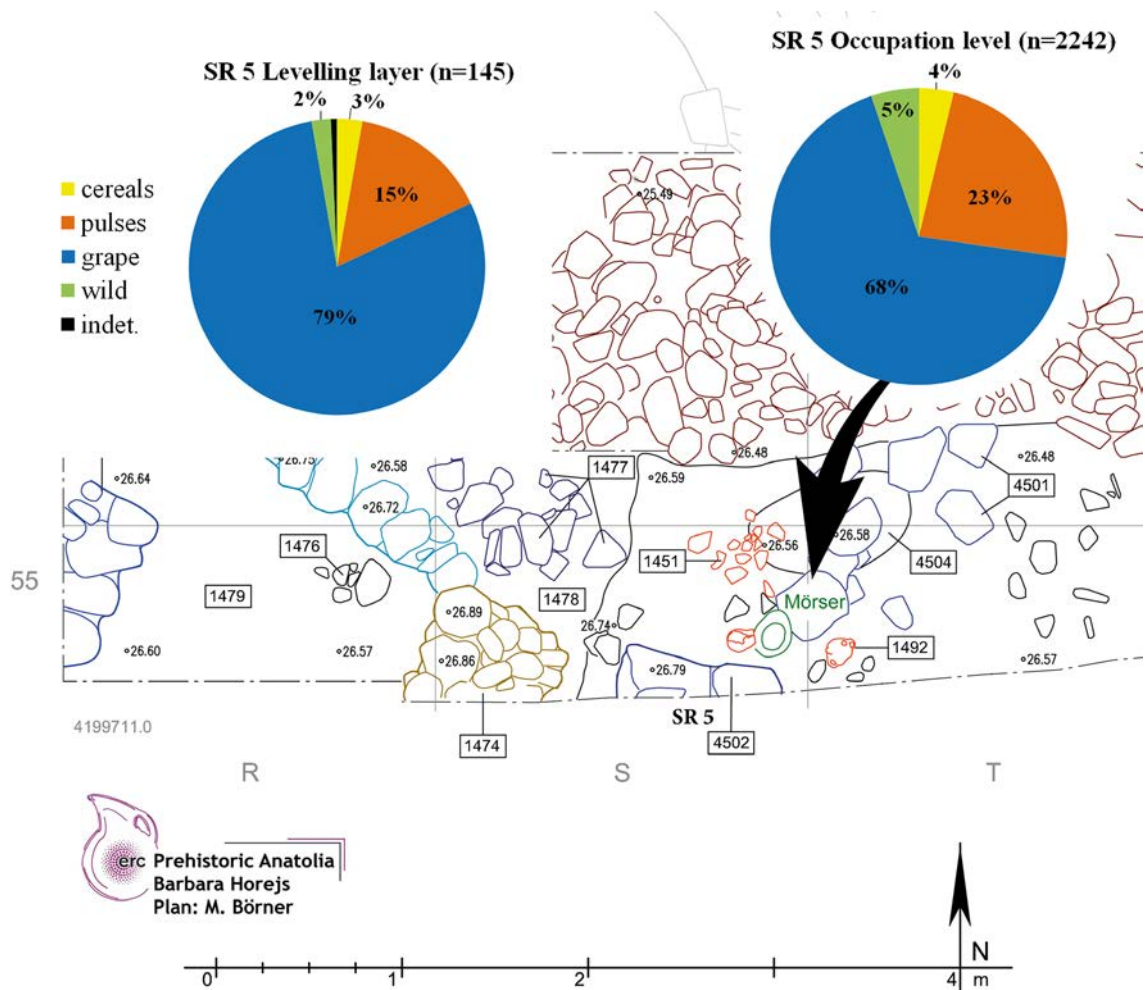 SR 5 Levelling layer (n=145)
2%
3%
15%
79%
SR 5 Occupation level (n=2242)
4%
5%
23%
68%
cereals
pulses
grape
wild
indet.
25.49
26.64
26.75
26.58
26.72
1477
26.59
26.48
26.48
4501
1476
1479
1478
1451
26.56
26.58
4504
55
26.89
26.74
Mörser
26.60
26.57
26.86
26.79
1492
26.57
4199711.0
1474
SR 5
4502
R
S
T
erc Prehistoric Anatolia
Barbara Horejs
Plan: M. Börner
N
0
1
2
4
m